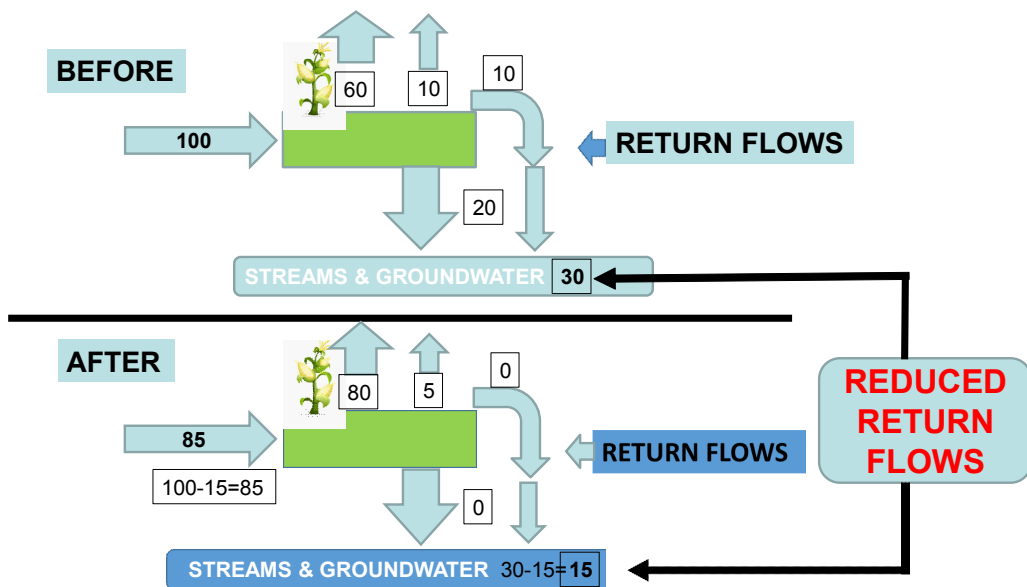 BEFORE
60
10
10
100
RETURN FLOWS
20
STREAMS & GROUNDWATER 30
AFTER
80
5
0
85
100-15=85
RETURN FLOWS
0
STREAMS & GROUNDWATER 30-15=15
REDUCED
RETURN
FLOWS